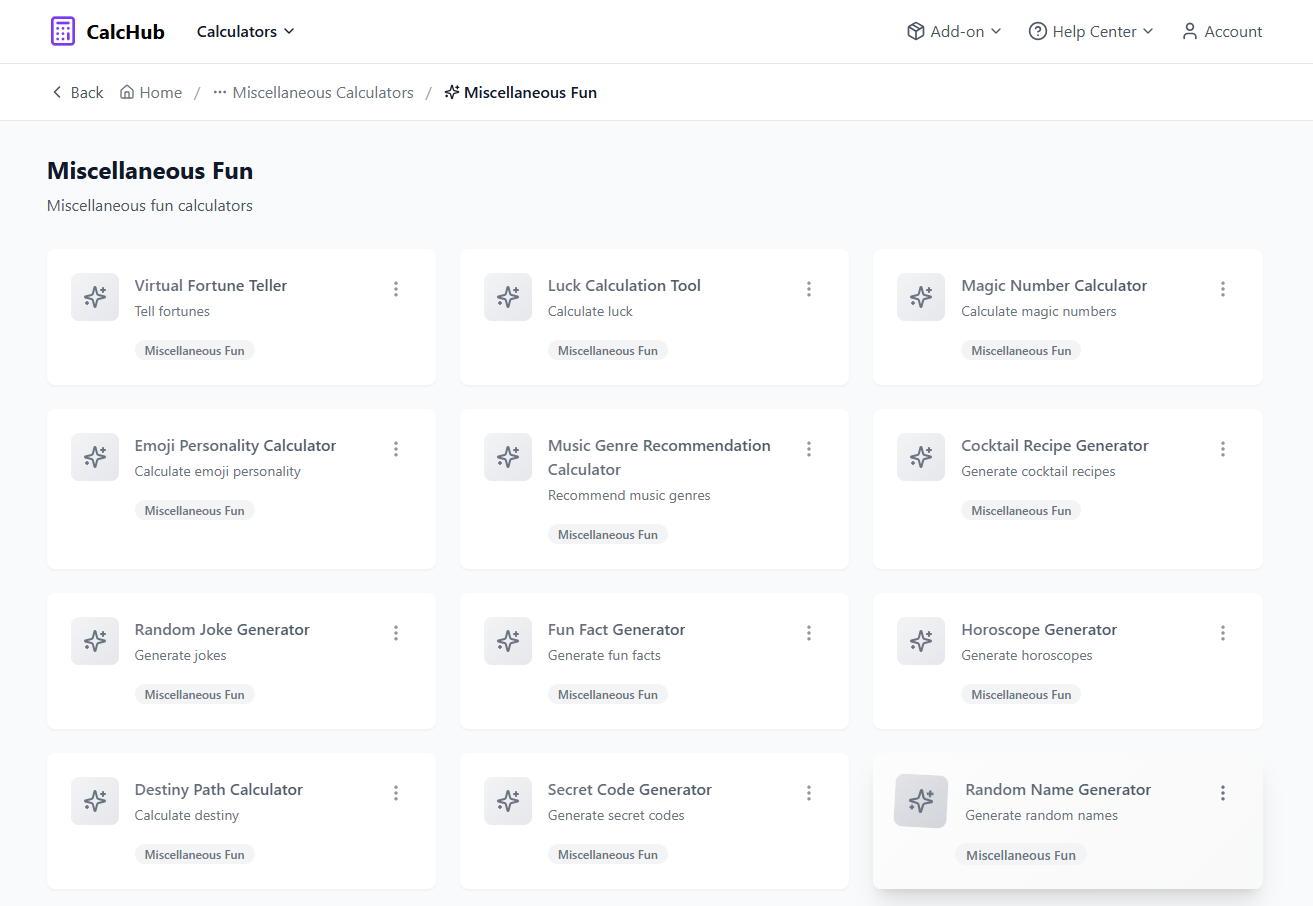 CalcHub
Calculators
Add-on
Help Center
Account
Back
Home
/
Miscellaneous Calculators
/
Miscellaneous Fun
Miscellaneous Fun
Miscellaneous fun calculators
Virtual Fortune Teller
Tell fortunes
Miscellaneous Fun
Luck Calculation Tool
Calculate luck
Miscellaneous Fun
Magic Number Calculator
Calculate magic numbers
Miscellaneous Fun
Emoji Personality Calculator
Calculate emoji personality
Miscellaneous Fun
Music Genre Recommendation
Calculator
Recommend music genres
Miscellaneous Fun
Cocktail Recipe Generator
Generate cocktail recipes
Miscellaneous Fun
Random Joke Generator
Generate jokes
Miscellaneous Fun
Fun Fact Generator
Generate fun facts
Miscellaneous Fun
Horoscope Generator
Generate horoscopes
Miscellaneous Fun
Destiny Path Calculator
Calculate destiny
Miscellaneous Fun
Secret Code Generator
Generate secret codes
Miscellaneous Fun
Random Name Generator
Generate random names
Miscellaneous Fun